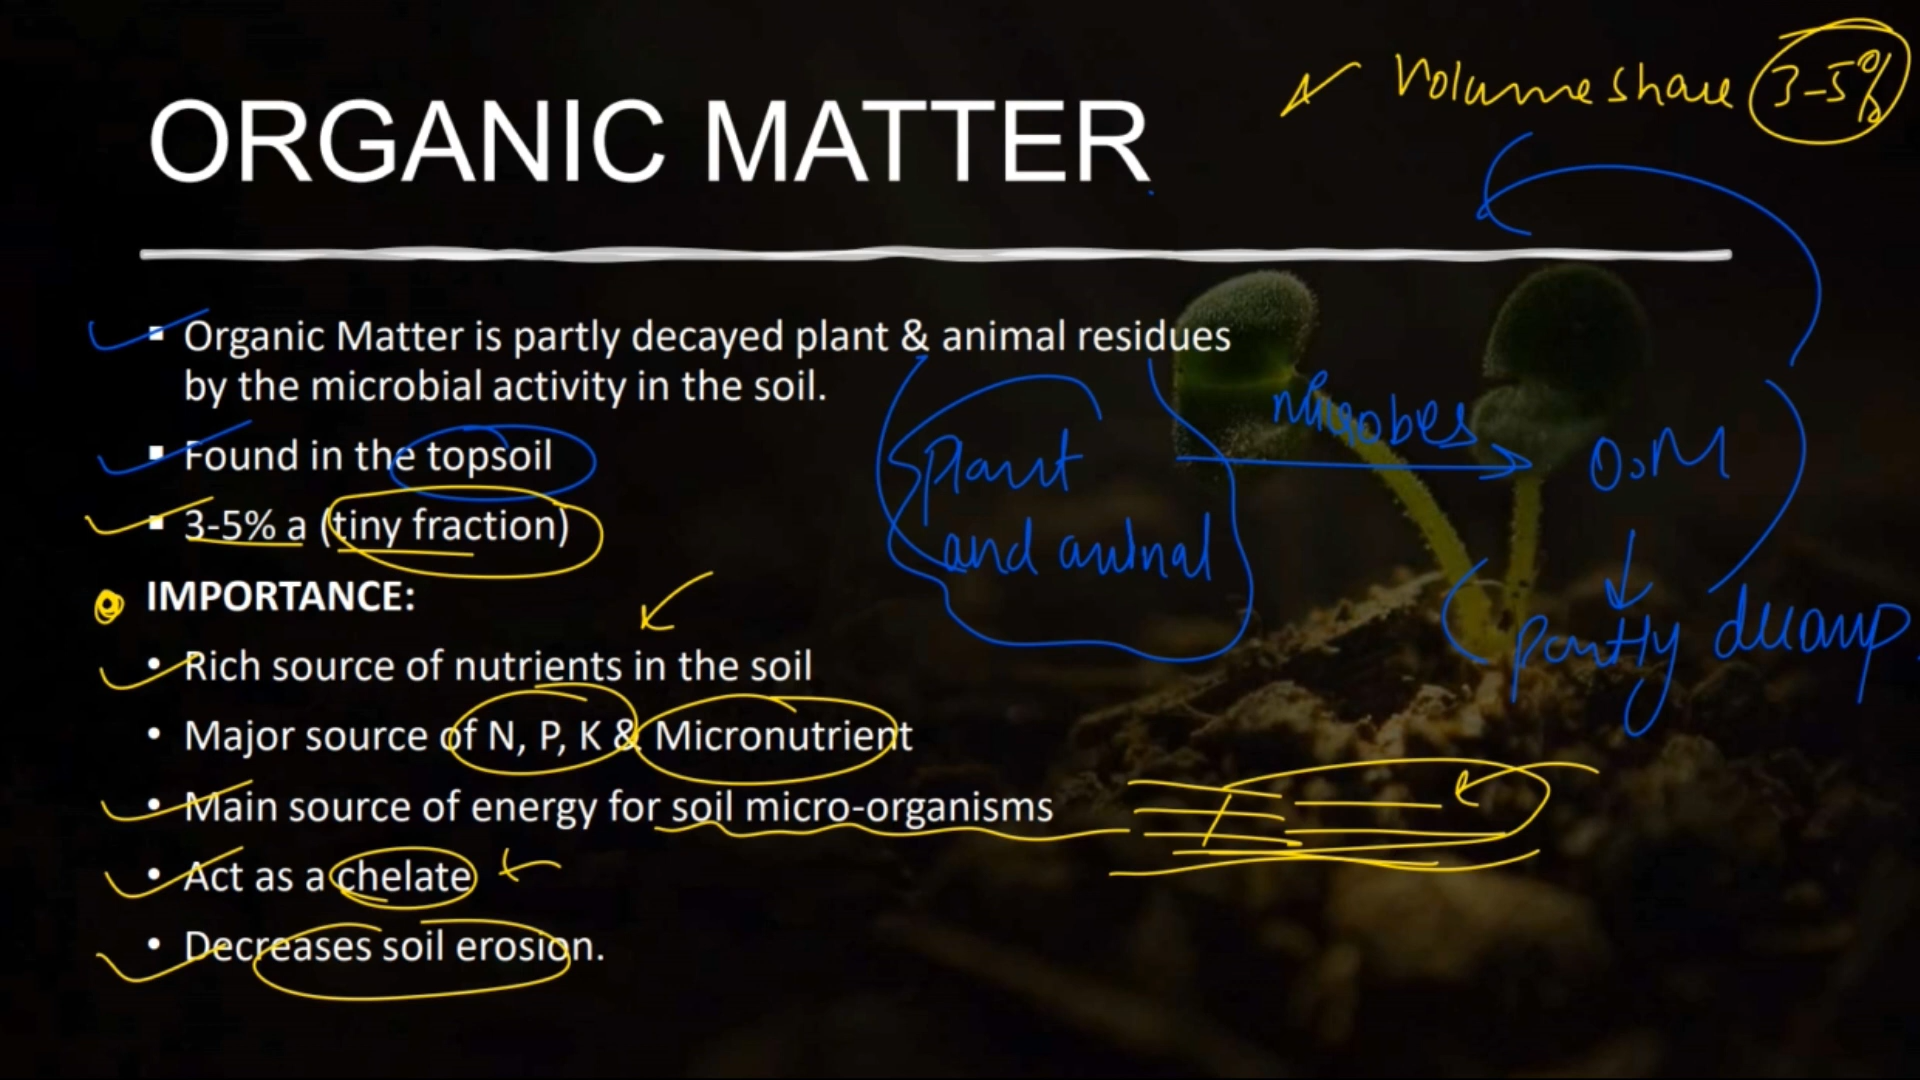 Volume share 3-5%
ORGANIC MATTER
▪ Organic Matter is partly decayed plant & animal residues
by the microbial activity in the soil.
▪ Found in the topsoil
▪ 3-5% a (tiny fraction)
IMPORTANCE:
• Rich source of nutrients in the soil
• Major source of N, P, K & Micronutrient
• Main source of energy for soil micro-organisms
• Act as a chelate
• Decreases soil erosion.
Plant
and animal
microbes
O.M
partly